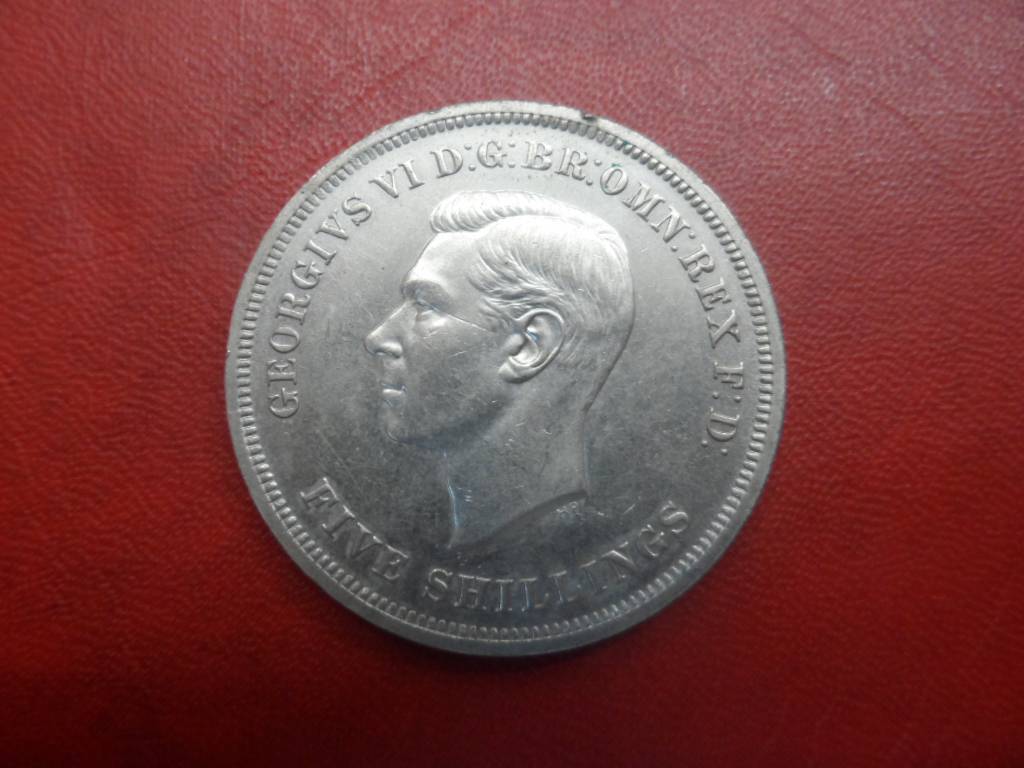 GEORGIVS VI D:G:BR:OMN:REX F:D.
FIVE SHILLINGS